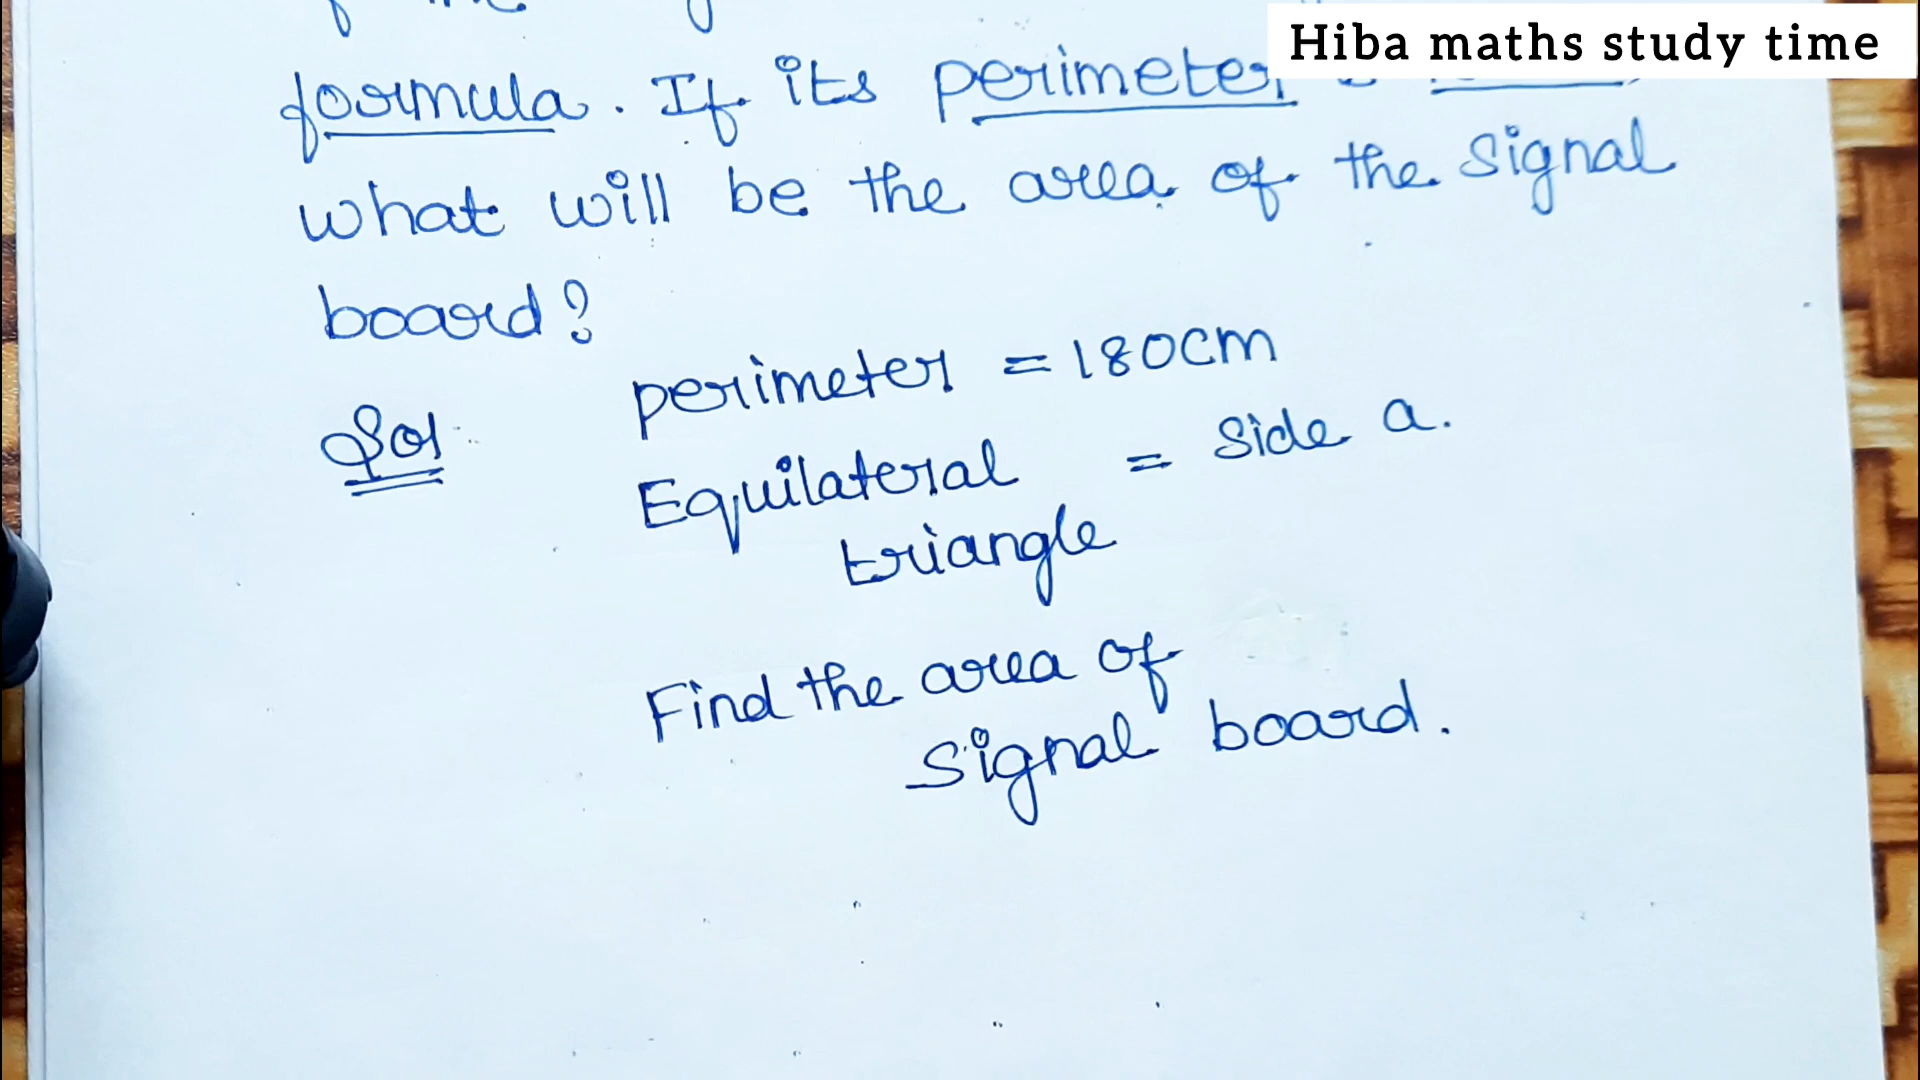 Hiba maths study time
formula. If its perimeter
what will be the area of the signal
board?
perimeter = 180cm
Sol
Equilateral = side a.
triangle
Find the area of
signal board.